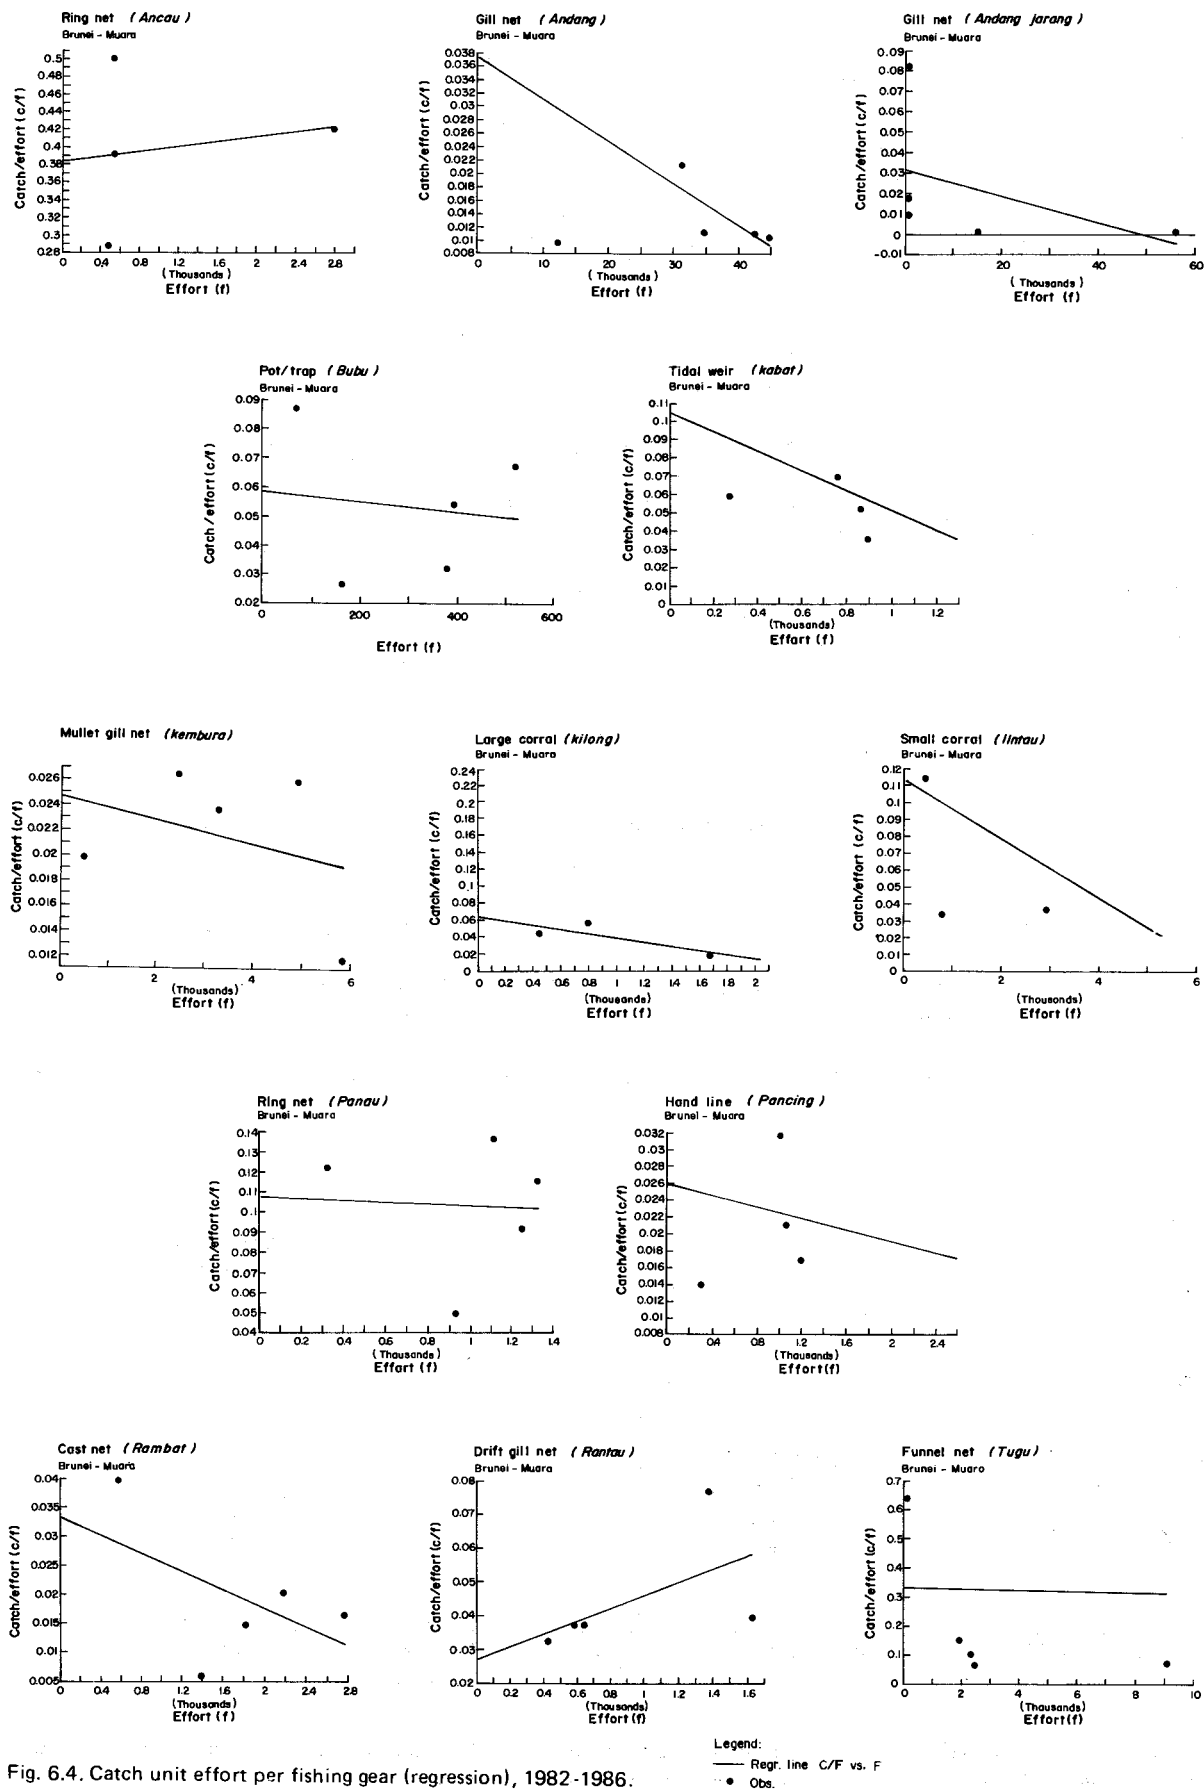 Ring net (Ancau)
Brunei - Muara
Catch/effort (c/f)
0.5
0.48
0.46
0.44
0.42
0.4
0.38
0.36
0.34
0.32
0.3
0.28
0 0.4 0.8 1.2 1.6 2 2.4 2.8
(Thousands)
Effort (f)
Gill net (Andang)
Brunei - Muara
Catch/effort (c/f)
0.038
0.036
0.034
0.032
0.03
0.028
0.026
0.024
0.022
0.02
0.018
0.016
0.014
0.012
0.01
0.008
0 10 20 30 40
(Thousands)
Effort (f)
Gill net (Andang jarang)
Brunei - Muara
Catch/effort (c/f)
0.09
0.08
0.07
0.06
0.05
0.04
0.03
0.02
0.01
0
-0.01
0 20 40 60
(Thousands)
Effort (f)
Pot/trap (Bubu)
Brunei - Muara
Catch/effort (c/f)
0.09
0.08
0.07
0.06
0.05
0.04
0.03
0.02
0 200 400 600
Effort (f)
Tidal weir (kabat)
Brunei - Muara
Catch/effort (c/f)
0.11
0.1
0.09
0.08
0.07
0.06
0.05
0.04
0.03
0.02
0.01
0
0 0.2 0.4 0.6 0.8 1 1.2
(Thousands)
Effart (f)
Mullet gill net (kembura)
Catch/effort (c/f)
0.026
0.024
0.022
0.02
0.018
0.016
0.014
0.012
0 2 4 6
(Thousands)
Effort (f)
Large corral (kilong)
Brunei - Muara
Catch/effort (c/f)
0.24
0.22
0.2
0.18
0.16
0.14
0.12
0.1
0.08
0.06
0.04
0.02
0
0 0.2 0.4 0.6 0.8 1 1.2 1.4 1.6 1.8 2
(Thousands)
Effort (f)
Small corral (lintau)
Brunei - Muara
Catch/effort (c/f)
0.12
0.11
0.1
0.09
0.08
0.07
0.06
0.05
0.04
0.03
0.02
0.01
0
0 2 4 6
(Thousands)
Effort (f)
Ring net (Panau)
Brunei - Muara
Catch/effort (c/f)
0.14
0.13
0.12
0.11
0.1
0.09
0.08
0.07
0.06
0.05
0.04
0 0.2 0.4 0.6 0.8 1 1.2 1.4
(Thousands)
Effart (f)
Hand line (Pancing)
Brunei - Muara
Catch/effort (c/f)
0.032
0.03
0.028
0.026
0.024
0.022
0.02
0.018
0.016
0.014
0.012
0.01
0.008
0 0.4 0.8 1.2 1.6 2 2.4
(Thousands)
Effort(f)
Cast net (Rambat)
Brunei - Muara
Catch/effort (c/f)
0.04
0.035
0.03
0.025
0.02
0.015
0.01
0.005
0 0.4 0.8 1.2 1.6 2 2.4 2.8
(Thousands)
Effort (f)
Drift gill net (Rantau)
Brunei - Muara
Catch/effort (c/f)
0.08
0.07
0.06
0.05
0.04
0.03
0.02
0 0.2 0.4 0.6 0.8 1 1.2 1.4 1.6
(Thousands)
Effort(f)
Funnel net (Tugu)
Brunei - Muaro
Catch/effort (c/f)
0.7
0.6
0.5
0.4
0.3
0.2
0.1
0
0 2 4 6 8 10
(Thousands)
Effort(f)
Legend:
Regr. line C/F vs. F
Obs.
Fig. 6.4. Catch unit effort per fishing gear (regression), 1982-1986.